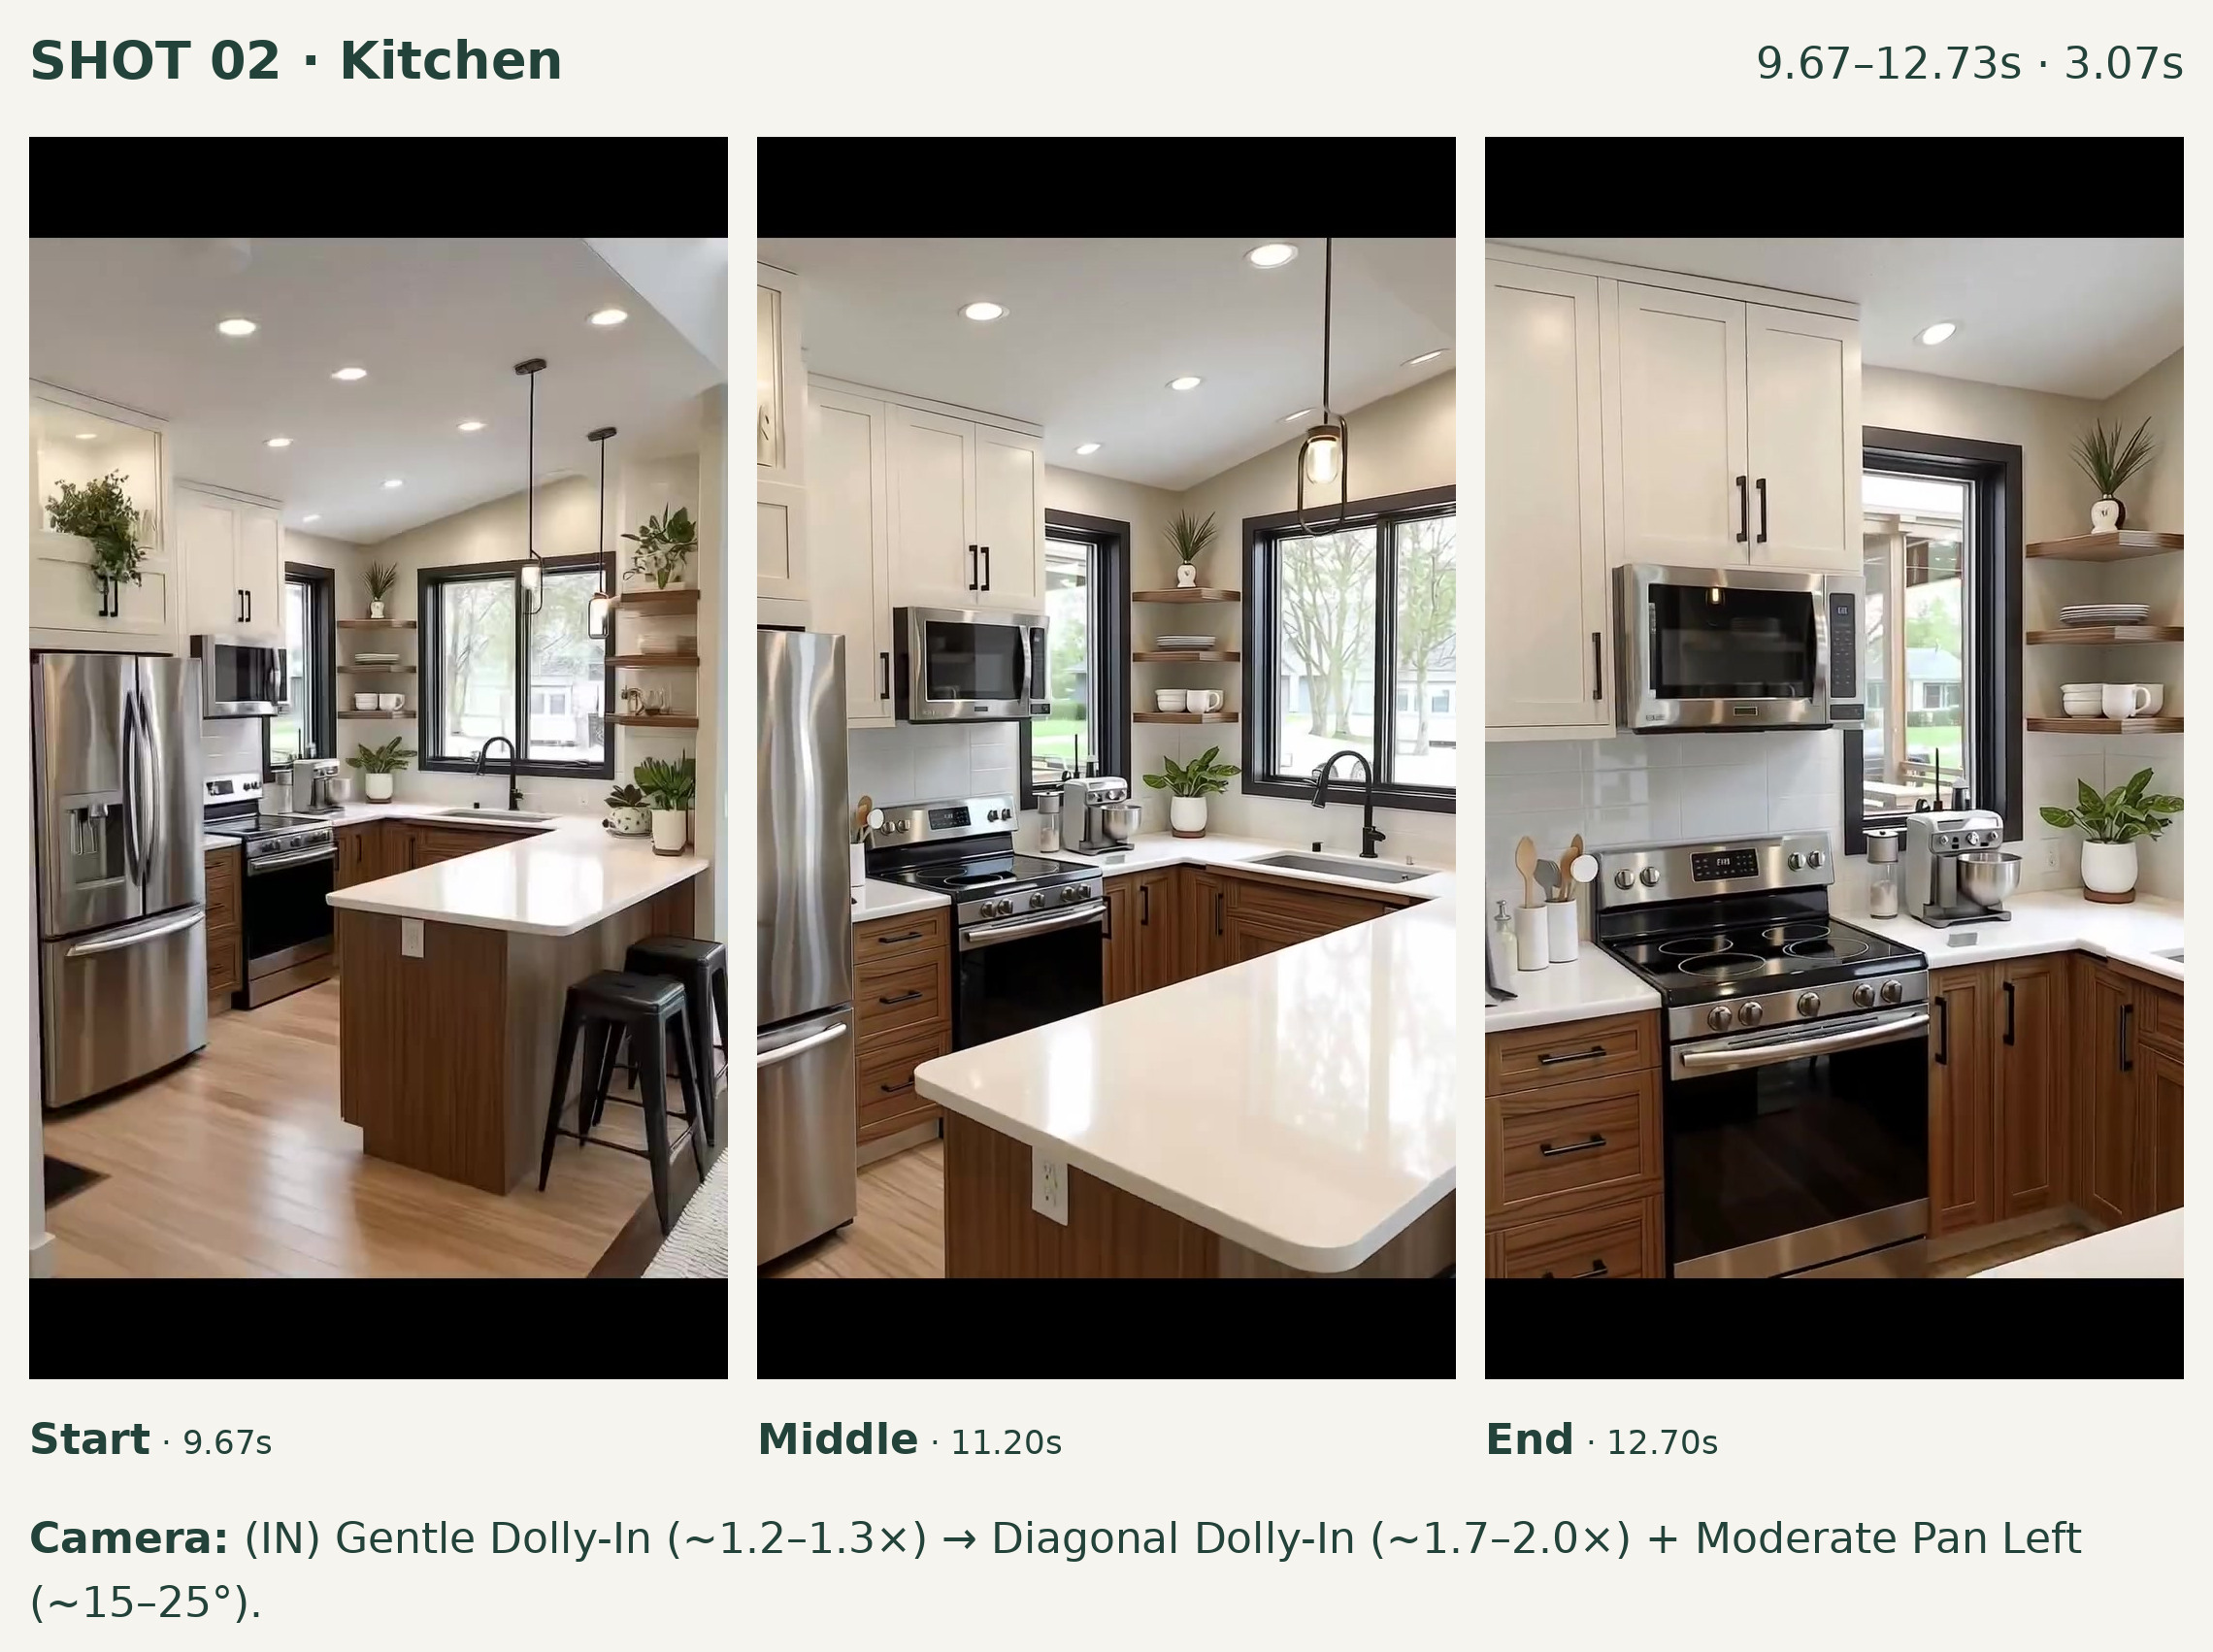 SHOT 02 · Kitchen
9.67–12.73s · 3.07s
Start · 9.67s
Middle · 11.20s
End · 12.70s
Camera: (IN) Gentle Dolly-In (~1.2–1.3×) → Diagonal Dolly-In (~1.7–2.0×) + Moderate Pan Left
(~15–25°).